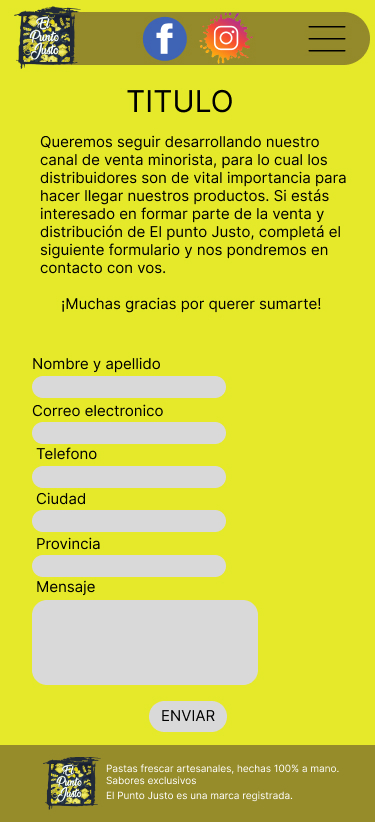 El
Punto
Justo
TITULO
Queremos seguir desarrollando nuestro
canal de venta minorista, para lo cual los
distribuidores son de vital importancia para
hacer llegar nuestros productos. Si estás
interesado en formar parte de la venta y
distribución de El punto Justo, completá el
siguiente formulario y nos pondremos en
contacto con vos.
¡Muchas gracias por querer sumarte!
Nombre y apellido
Correo electronico
Telefono
Ciudad
Provincia
Mensaje
ENVIAR
El
Punto
Justo
Pastas frescar artesanales, hechas 100% a mano.
Sabores exclusivos
El Punto Justo es una marca registrada.